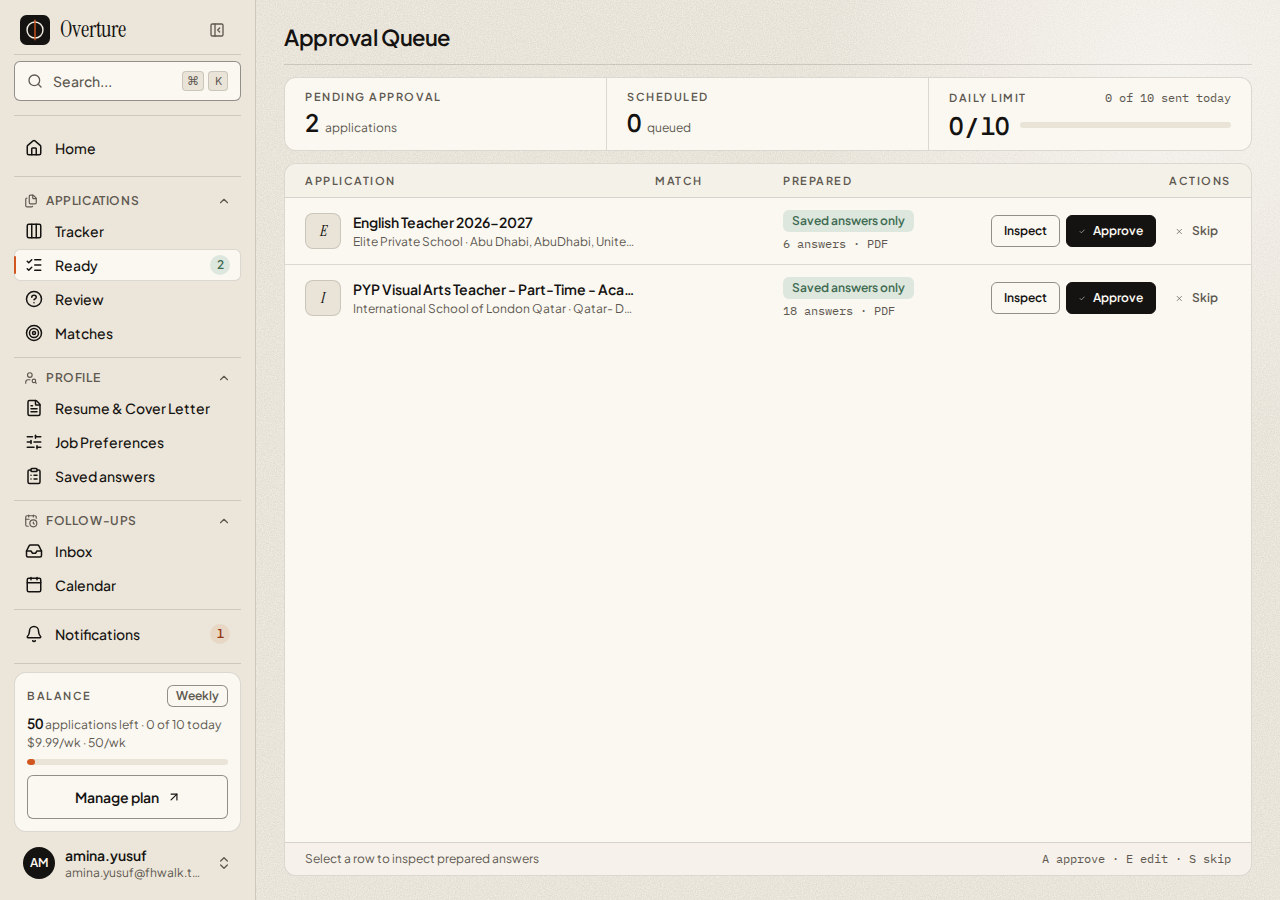 Overture
Search...
⌘ K
Home
APPLICATIONS
Tracker
Ready 2
Review
Matches
PROFILE
Resume & Cover Letter
Job Preferences
Saved answers
FOLLOW-UPS
Inbox
Calendar
Notifications 1
BALANCE Weekly
50 applications left · 0 of 10 today
$9.99/wk · 50/wk
Manage plan
AM
amina.yusuf
amina.yusuf@fhwalk.t...
Approval Queue
PENDING APPROVAL
2 applications
SCHEDULED
0 queued
DAILY LIMIT 0 of 10 sent today
0/10
APPLICATION MATCH PREPARED ACTIONS
E
English Teacher 2026–2027
Elite Private School · Abu Dhabi, AbuDhabi, Unite...
Saved answers only
6 answers · PDF
Inspect Approve Skip
I
PYP Visual Arts Teacher - Part-Time - Aca...
International School of London Qatar · Qatar- D...
Saved answers only
18 answers · PDF
Inspect Approve Skip
Select a row to inspect prepared answers
A approve · E edit · S skip